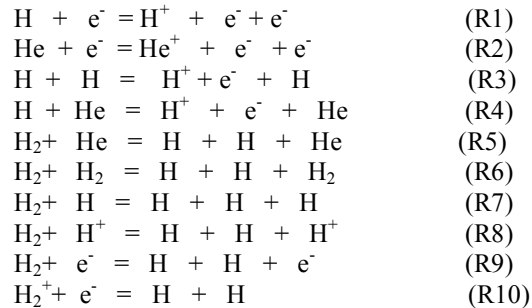 H + e⁻ = H⁺ + e⁻ + e⁻ (R1)
He + e⁻ = He⁺ + e⁻ + e⁻ (R2)
H + H = H⁺ + e⁻ + H (R3)
H + He = H⁺ + e⁻ + He (R4)
H₂+ He = H + H + He (R5)
H₂+ H₂ = H + H + H₂ (R6)
H₂+ H = H + H + H (R7)
H₂+ H⁺ = H + H + H⁺ (R8)
H₂+ e⁻ = H + H + e⁻ (R9)
H₂⁺+ e⁻ = H + H (R10)